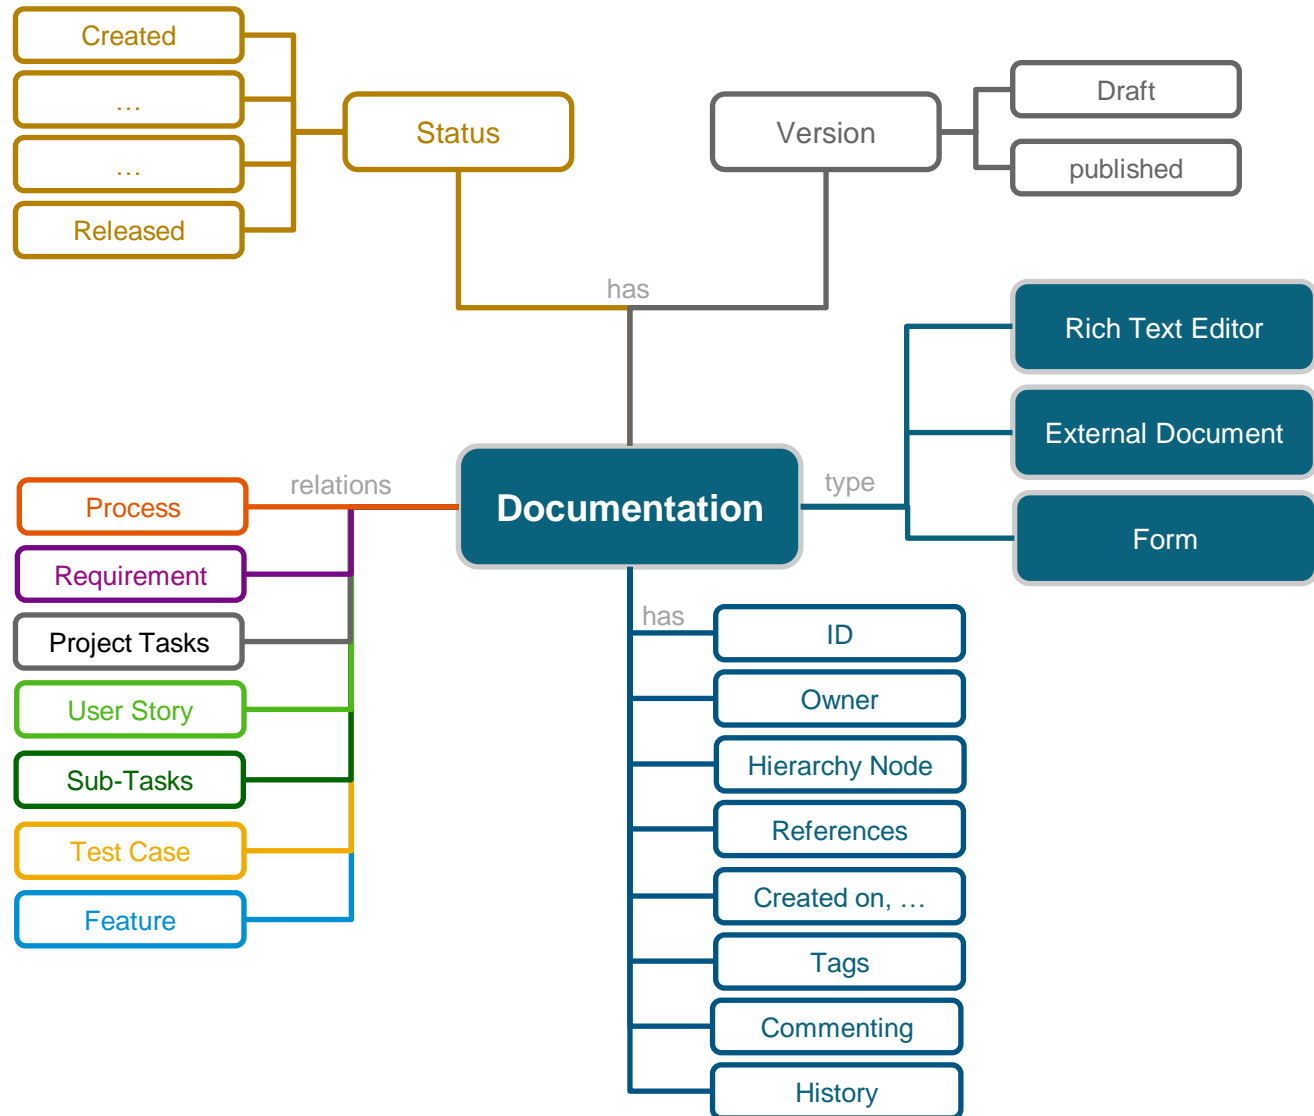 Created
…
…
Released
Status
Version
Draft
published
has
Rich Text Editor
External Document
Form
type
Documentation
relations
Process
Requirement
Project Tasks
User Story
Sub-Tasks
Test Case
Feature
has
ID
Owner
Hierarchy Node
References
Created on, …
Tags
Commenting
History